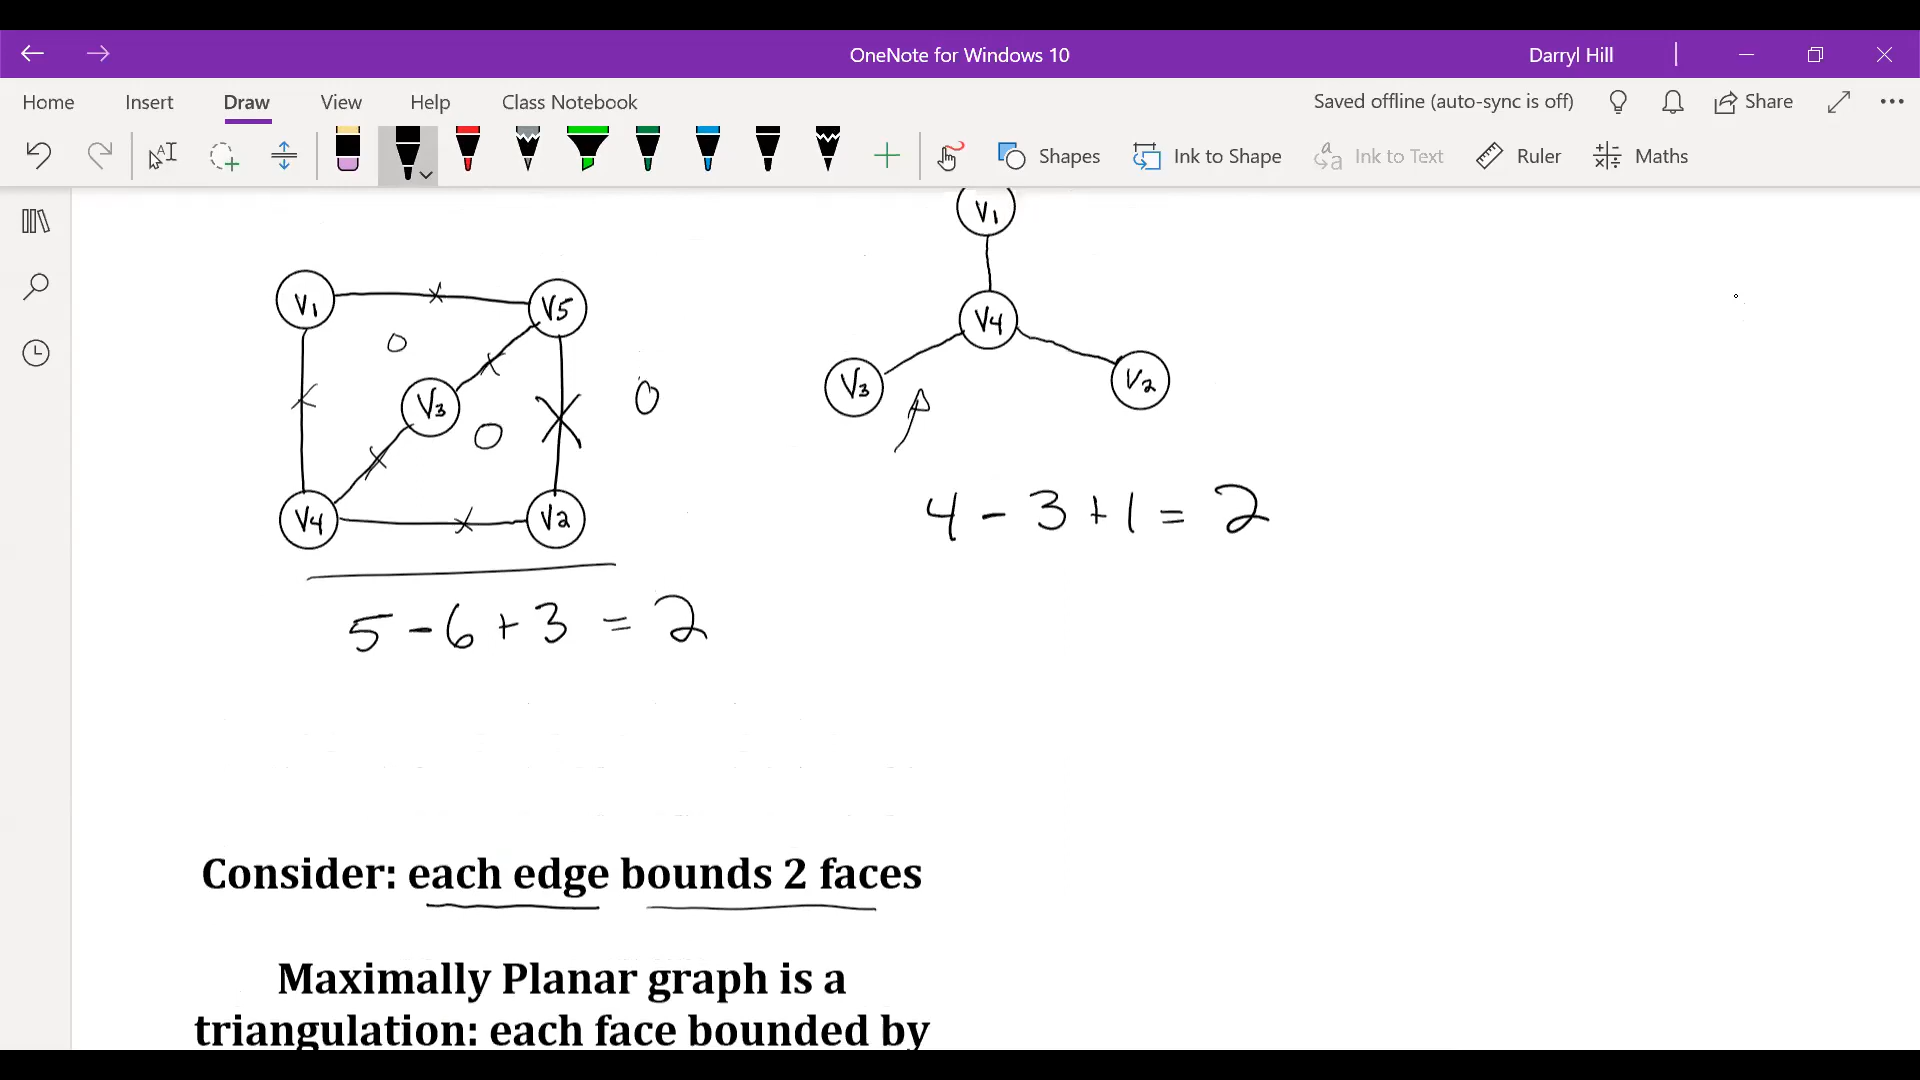 OneNote for Windows 10
Darryl Hill
Home Insert Draw View Help Class Notebook
Saved offline (auto-sync is off)
Share
Shapes
Ink to Shape
Ink to Text
Ruler
Maths
V1
V5
V3
V4
V2
5 - 6 + 3 = 2
V1
V4
V3
V2
4 - 3 + 1 = 2
Consider: each edge bounds 2 faces
Maximally Planar graph is a
triangulation: each face bounded by